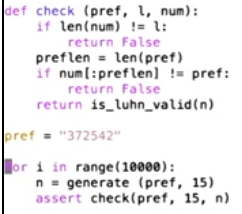 def check (pref, l, num):
    if len(num) != l:
        return False
    preflen = len(pref)
    if num[:preflen] != pref:
        return False
    return is_luhn_valid(n)

pref = "372542"

for i in range(10000):
    n = generate (pref, 15)
    assert check(pref, 15, n)